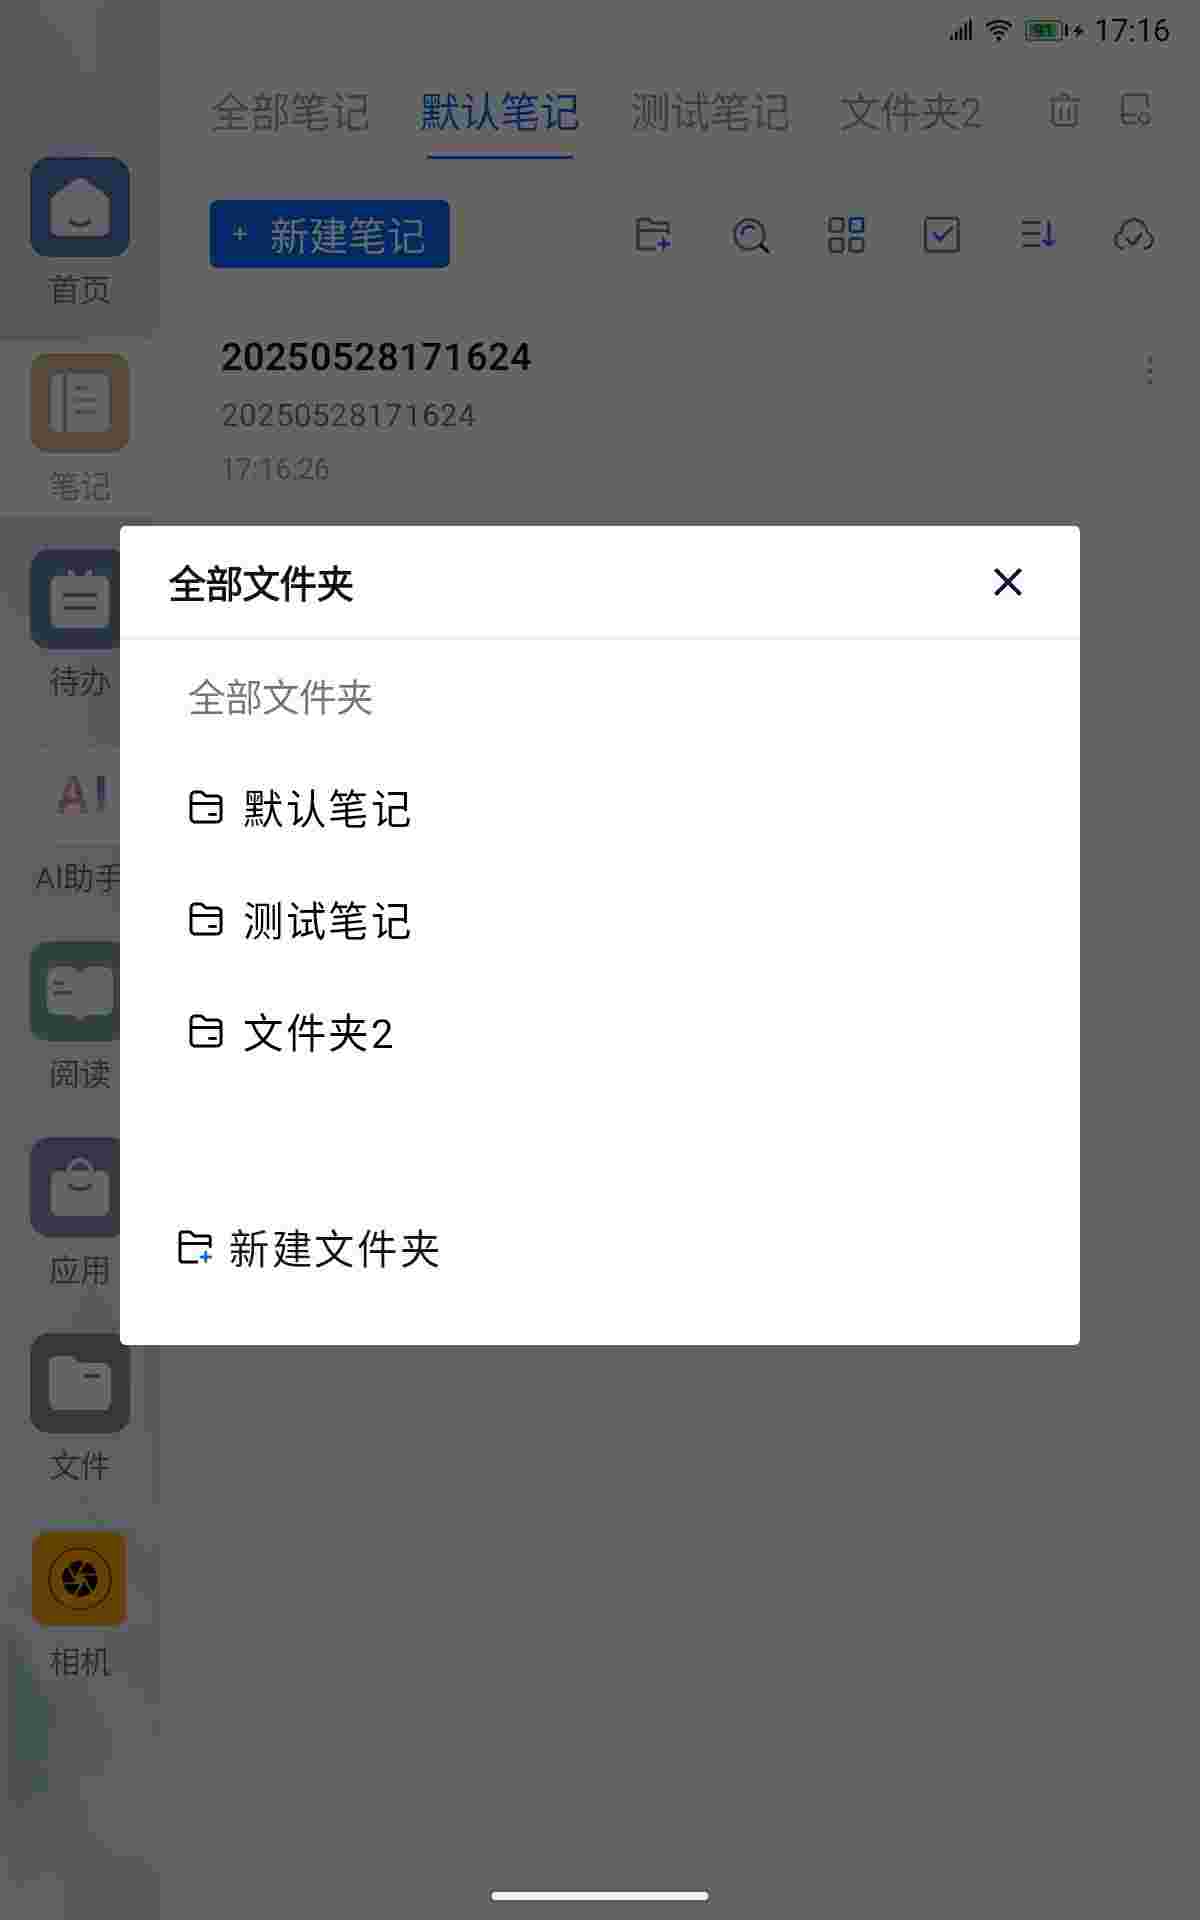 91 17:16
全部笔记 默认笔记 测试笔记 文件夹2
+ 新建笔记
首页
20250528171624
20250528171624
17:16:26
笔记
全部文件夹
待办
全部文件夹
默认笔记
AI
AI助手
测试笔记
文件夹2
阅读
新建文件夹
应用
文件
相机